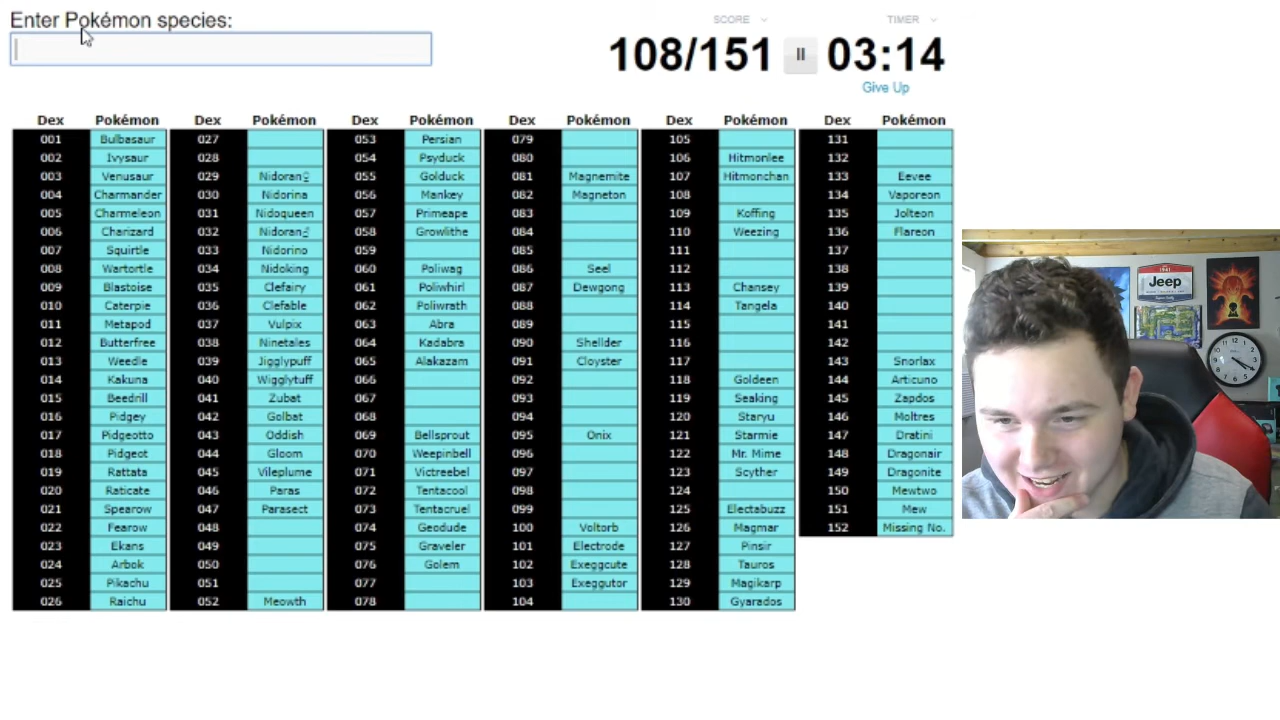 Enter Pokémon species:
SCORE
TIMER
108/151
03:14
Give Up
Dex Pokémon Dex Pokémon Dex Pokémon Dex Pokémon Dex Pokémon Dex Pokémon
001 Bulbasaur 027 053 Persian 079 105 131
002 Ivysaur 028 054 Psyduck 080 106 Hitmonlee 132
003 Venusaur 029 Nidoran♀ 055 Golduck 081 Magnemite 107 Hitmonchan 133 Eevee
004 Charmander 030 Nidorina 056 Mankey 082 Magneton 108 134 Vaporeon
005 Charmeleon 031 Nidoqueen 057 Primeape 083 109 Koffing 135 Jolteon
006 Charizard 032 Nidoran♂ 058 Growlithe 084 110 Weezing 136 Flareon
007 Squirtle 033 Nidorino 059 085 111 137
008 Wartortle 034 Nidoking 060 Poliwag 086 Seel 112 138
009 Blastoise 035 Clefairy 061 Poliwhirl 087 Dewgong 113 Chansey 139
010 Caterpie 036 Clefable 062 Poliwrath 088 114 Tangela 140
011 Metapod 037 Vulpix 063 Abra 089 115 141
012 Butterfree 038 Ninetales 064 Kadabra 090 Shellder 116 142
013 Weedle 039 Jigglypuff 065 Alakazam 091 Cloyster 117 143 Snorlax
014 Kakuna 040 Wigglytuff 066 092 118 Goldeen 144 Articuno
015 Beedrill 041 Zubat 067 093 119 Seaking 145 Zapdos
016 Pidgey 042 Golbat 068 094 120 Staryu 146 Moltres
017 Pidgeotto 043 Oddish 069 Bellsprout 095 Onix 121 Starmie 147 Dratini
018 Pidgeot 044 Gloom 070 Weepinbell 096 122 Mr. Mime 148 Dragonair
019 Rattata 045 Vileplume 071 Victreebel 097 123 Scyther 149 Dragonite
020 Raticate 046 Paras 072 Tentacool 098 124 150 Mewtwo
021 Spearow 047 Parasect 073 Tentacruel 099 125 Electabuzz 151 Mew
022 Fearow 048 074 Geodude 100 Voltorb 126 Magmar 152 Missing No.
023 Ekans 049 075 Graveler 101 Electrode 127 Pinsir
024 Arbok 050 076 Golem 102 Exeggcute 128 Tauros
025 Pikachu 051 077 103 Exeggutor 129 Magikarp
026 Raichu 052 Meowth 078 104 130 Gyarados
1941
Jeep